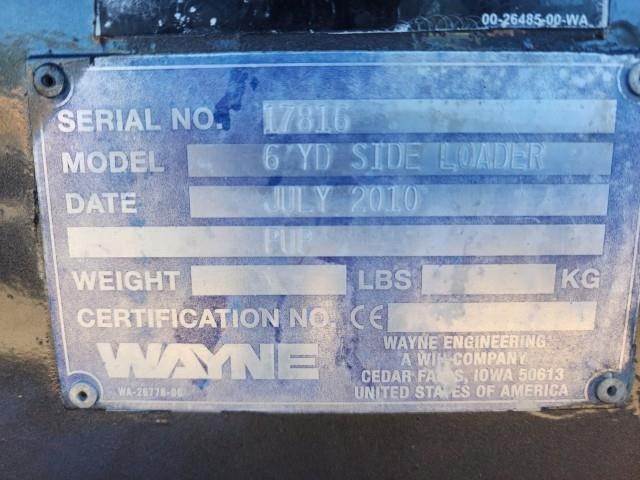 00-26485-00-WA
SERIAL NO. 17816
MODEL 6 YD SIDE LOADER
DATE JULY 2010
PUP
WEIGHT LBS KG
CERTIFICATION NO. CE
WAYNE
WAYNE ENGINEERING
A WIH COMPANY
CEDAR FALLS, IOWA 50613
UNITED STATES OF AMERICA
WA-26778-00